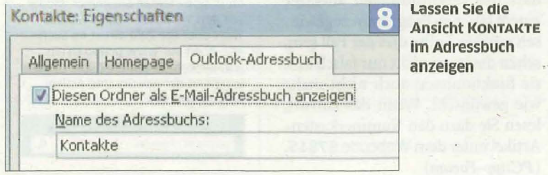 Kontakte: Eigenschaften
8
Allgemein Homepage Outlook-Adressbuch
Diesen Ordner als E-Mail-Adressbuch anzeigen
Name des Adressbuchs:
Kontakte
Lassen Sie die
Ansicht KONTAKTE
im Adressbuch
anzeigen